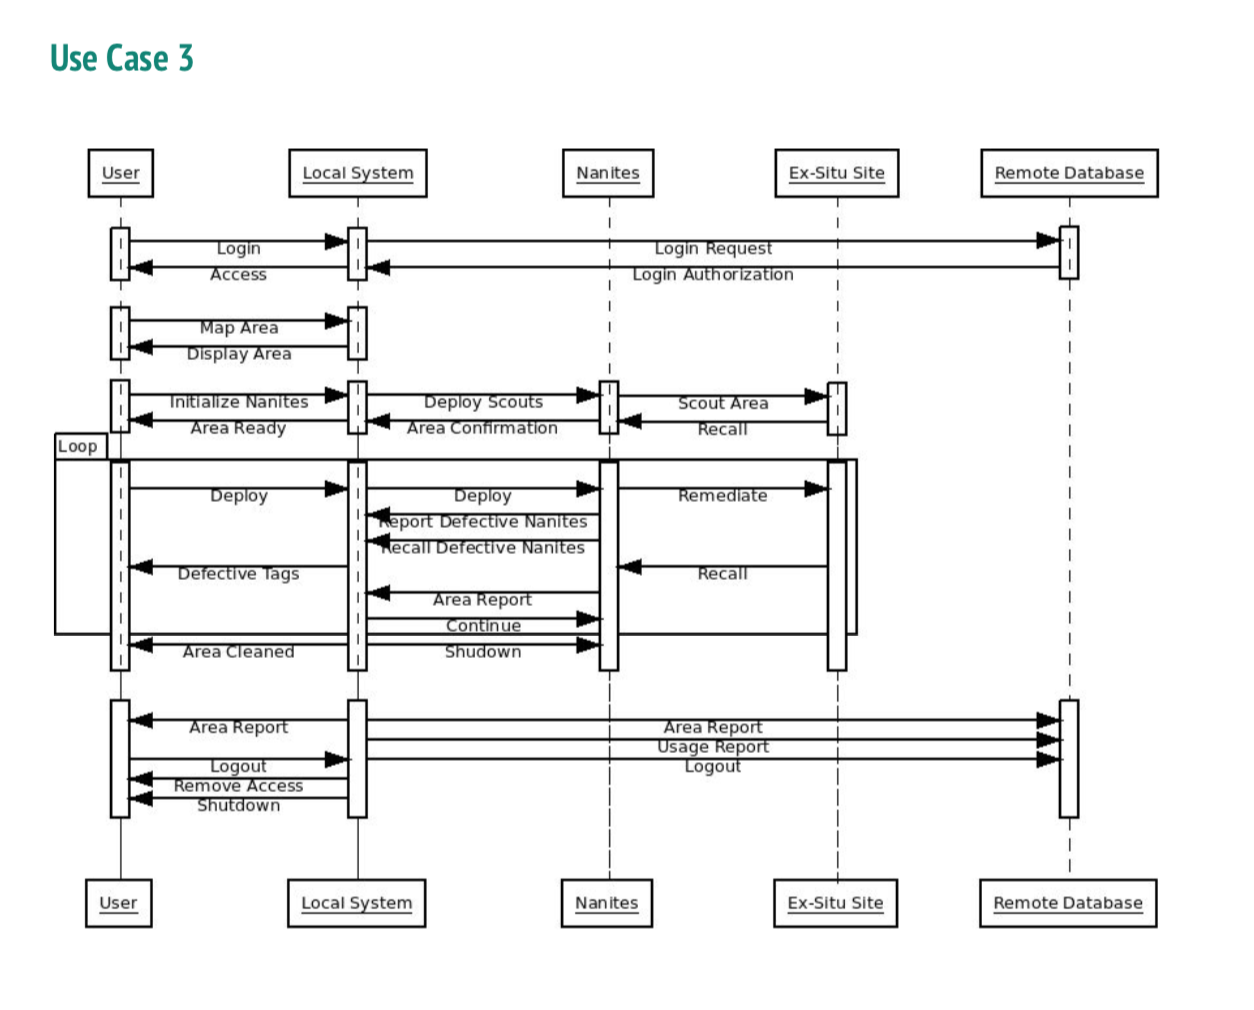 Use Case 3
User
Local System
Nanites
Ex-Situ Site
Remote Database
Login
Login Request
Access
Login Authorization
Map Area
Display Area
Initialize Nanites
Deploy Scouts
Scout Area
Area Ready
Area Confirmation
Recall
Loop
Deploy
Deploy
Remediate
Report Defective Nanites
Recall Defective Nanites
Defective Tags
Recall
Area Report
Continue
Area Cleaned
Shudown
Area Report
Area Report
Usage Report
Logout
Logout
Remove Access
Shutdown
User
Local System
Nanites
Ex-Situ Site
Remote Database